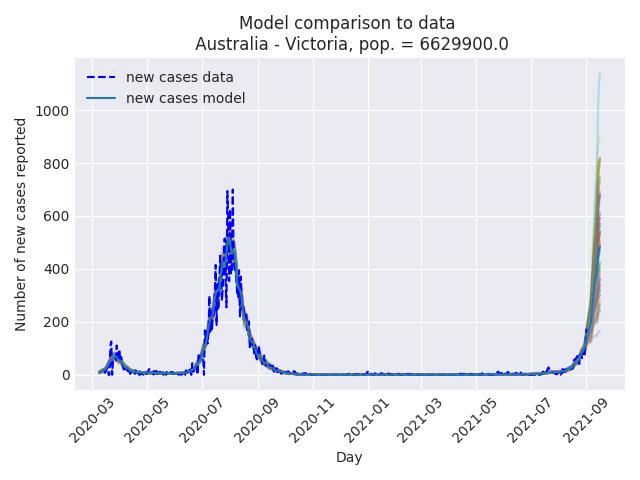 Model comparison to data
Australia - Victoria, pop. = 6629900.0
new cases data
new cases model
Number of new cases reported
1000
800
600
400
200
0
2020-03
2020-05
2020-07
2020-09
2020-11
2021-01
2021-03
2021-05
2021-07
2021-09
Day